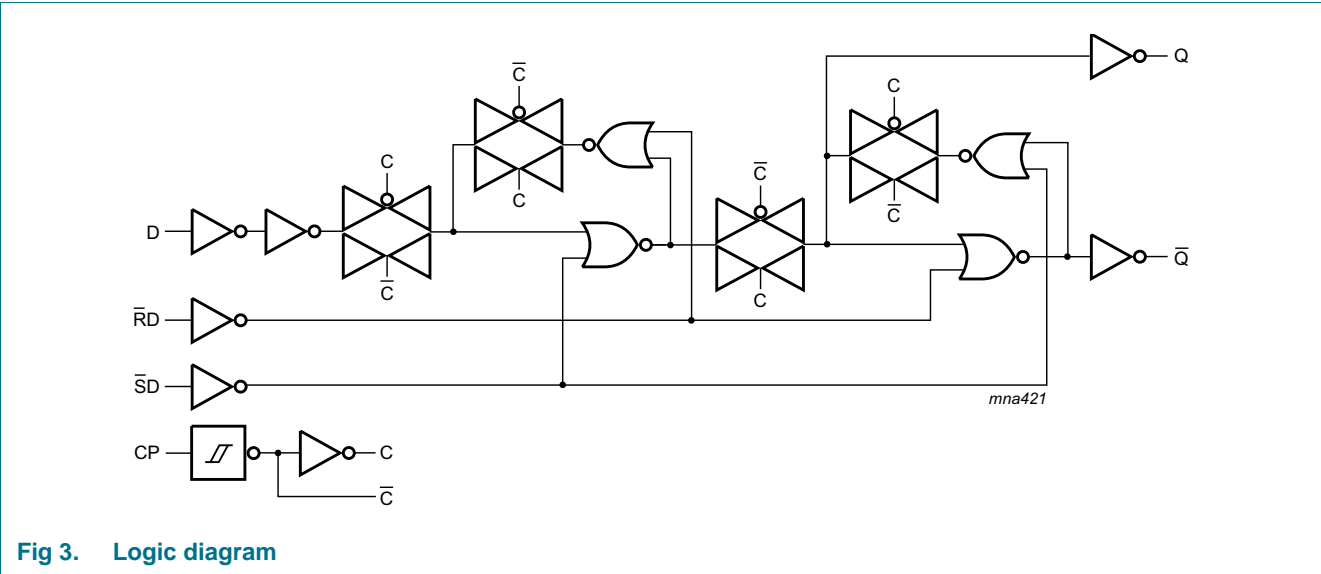 Q
C̅
C
C
C̅
C
C
C̅
C̅
C
D
Q̅
R̅D
S̅D
mna421
CP
C
C̅
Fig 3. Logic diagram